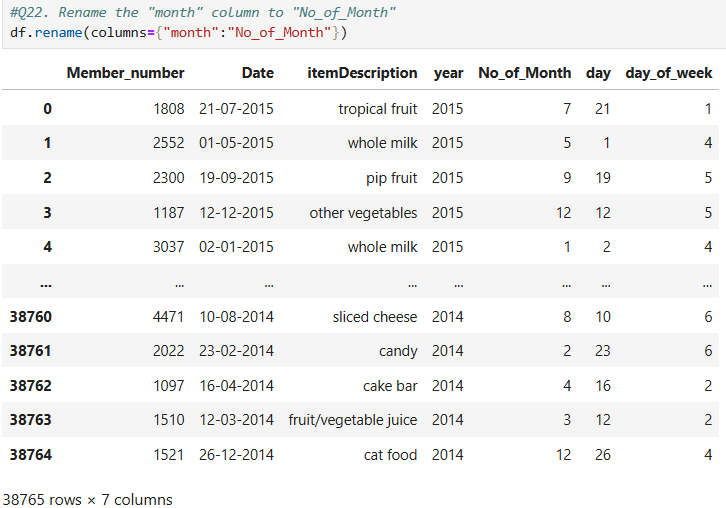 #Q22. Rename the "month" column to "No_of_Month"
df.rename(columns={"month":"No_of_Month"})
Member_number Date itemDescription year No_of_Month day day_of_week
0 1808 21-07-2015 tropical fruit 2015 7 21 1
1 2552 01-05-2015 whole milk 2015 5 1 4
2 2300 19-09-2015 pip fruit 2015 9 19 5
3 1187 12-12-2015 other vegetables 2015 12 12 5
4 3037 02-01-2015 whole milk 2015 1 2 4
... ... ... ... ... ... ... ...
38760 4471 10-08-2014 sliced cheese 2014 8 10 6
38761 2022 23-02-2014 candy 2014 2 23 6
38762 1097 16-04-2014 cake bar 2014 4 16 2
38763 1510 12-03-2014 fruit/vegetable juice 2014 3 12 2
38764 1521 26-12-2014 cat food 2014 12 26 4
38765 rows × 7 columns